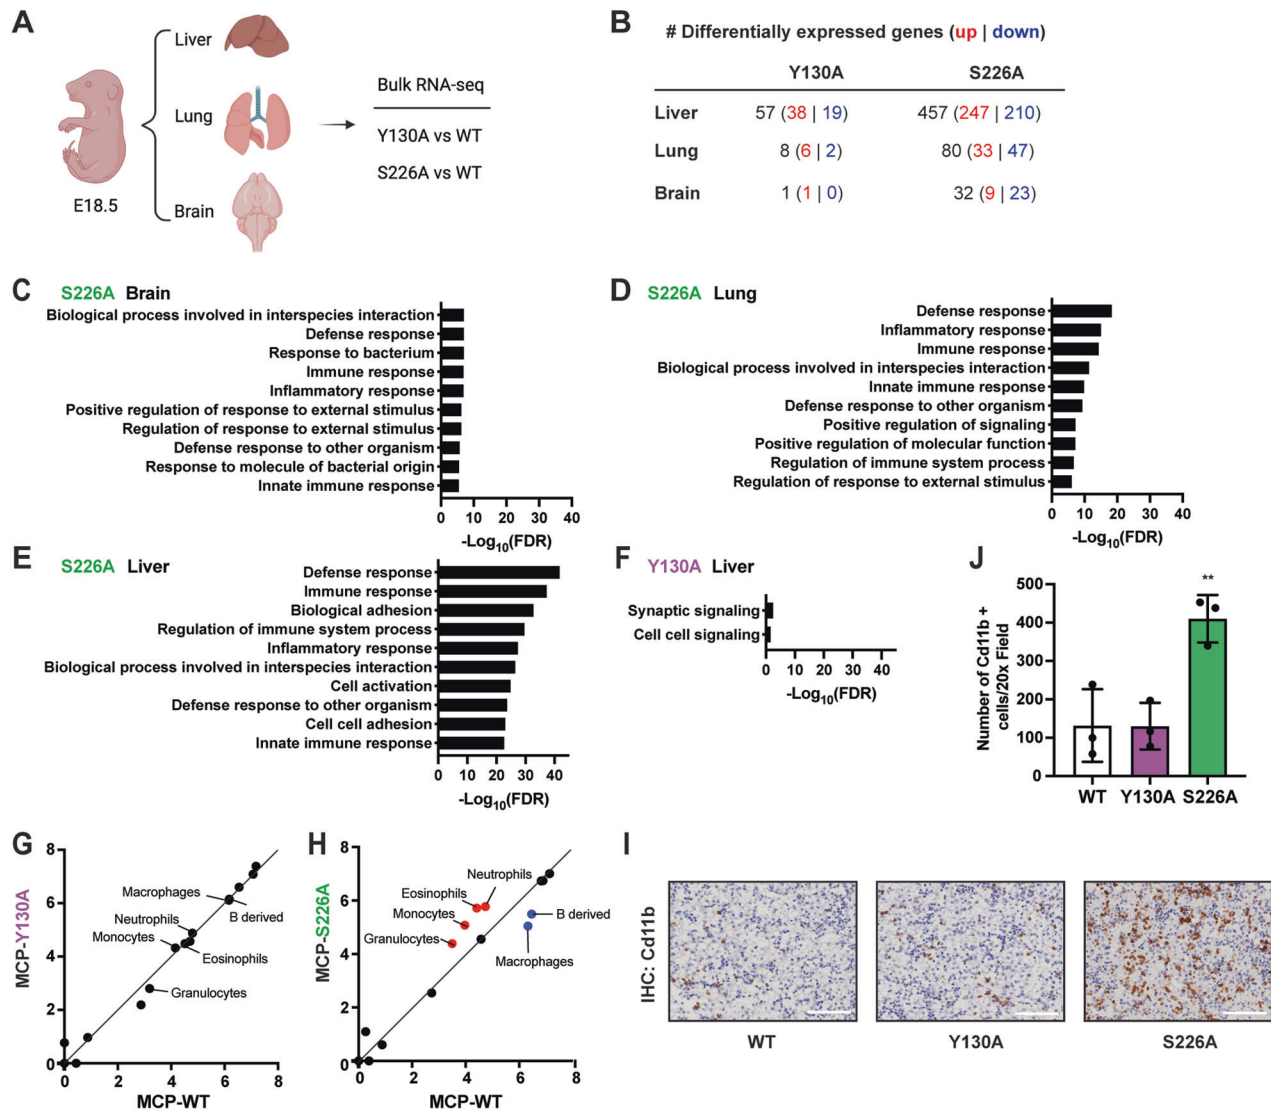 A
Liver
Lung
Brain
E18.5
Bulk RNA-seq
Y130A vs WT
S226A vs WT
B
# Differentially expressed genes (up | down)
Y130A S226A
Liver 57 (38 | 19) 457 (247 | 210)
Lung 8 (6 | 2) 80 (33 | 47)
Brain 1 (1 | 0) 32 (9 | 23)
C S226A Brain
Biological process involved in interspecies interaction
Defense response
Response to bacterium
Immune response
Inflammatory response
Positive regulation of response to external stimulus
Regulation of response to external stimulus
Defense response to other organism
Response to molecule of bacterial origin
Innate immune response
0 10 20 30 40
-Log10(FDR)
D S226A Lung
Defense response
Inflammatory response
Immune response
Biological process involved in interspecies interaction
Innate immune response
Defense response to other organism
Positive regulation of signaling
Positive regulation of molecular function
Regulation of immune system process
Regulation of response to external stimulus
0 10 20 30 40
-Log10(FDR)
E S226A Liver
Defense response
Immune response
Biological adhesion
Regulation of immune system process
Inflammatory response
Biological process involved in interspecies interaction
Cell activation
Defense response to other organism
Cell cell adhesion
Innate immune response
0 10 20 30 40
-Log10(FDR)
F Y130A Liver
Synaptic signaling
Cell cell signaling
0 10 20 30 40
-Log10(FDR)
J
Number of Cd11b +
cells/20x Field
500
400
300
200
100
0
**
WT Y130A S226A
G
MCP-Y130A
8
6
4
2
0
Macrophages
B derived
Neutrophils
Monocytes
Eosinophils
Granulocytes
0 2 4 6 8
MCP-WT
H
MCP-S226A
8
6
4
2
0
Neutrophils
Eosinophils
Monocytes
B derived
Granulocytes
Macrophages
0 2 4 6 8
MCP-WT
I
IHC: Cd11b
WT Y130A S226A